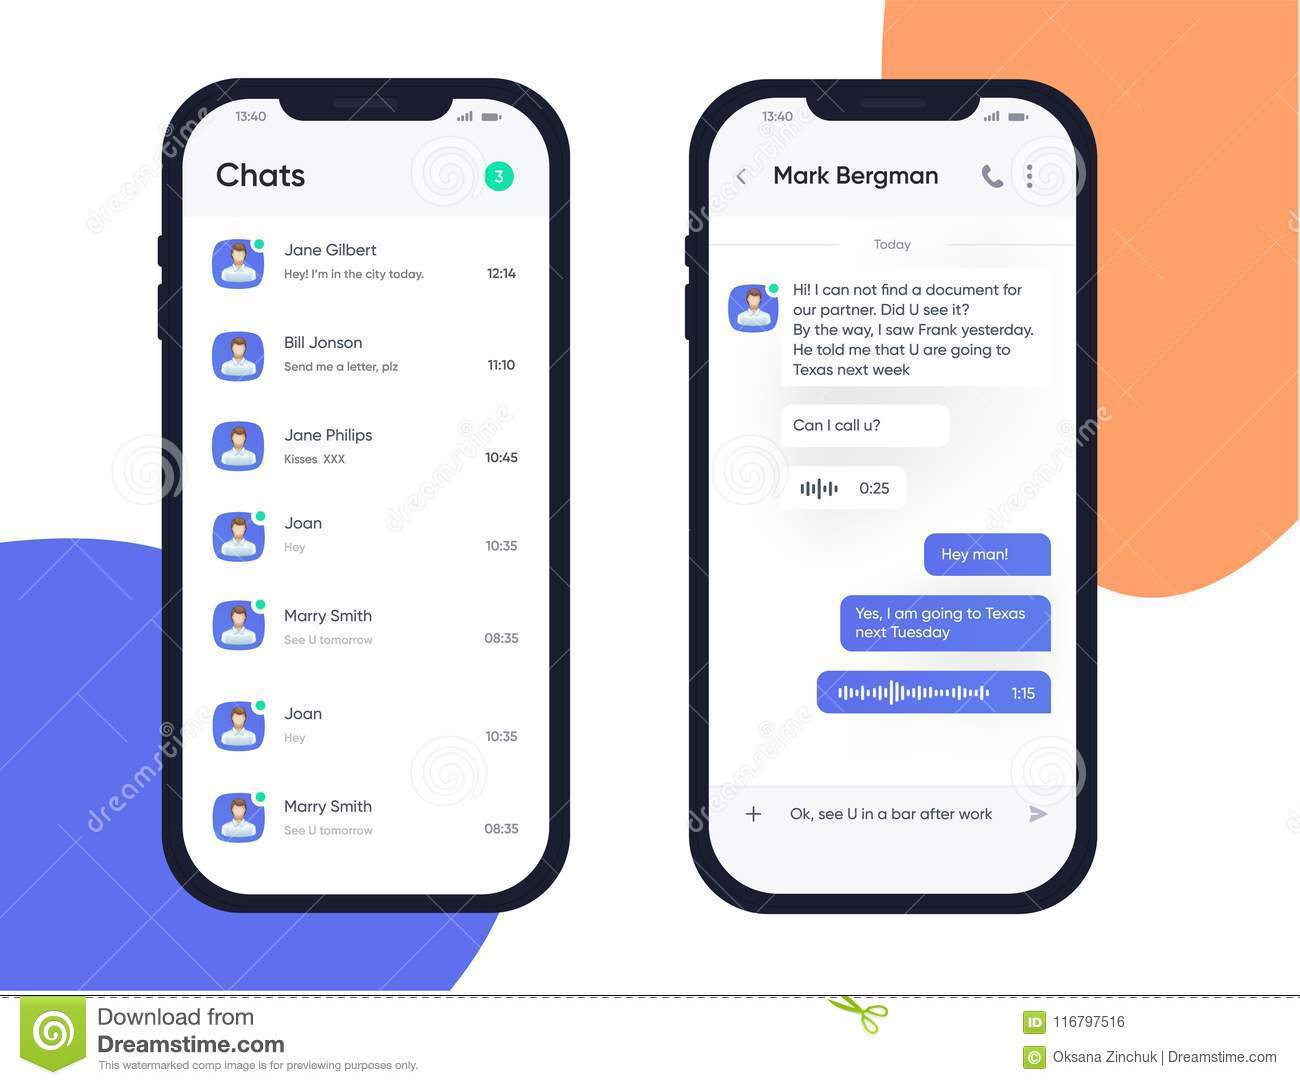 13:40
Chats
3
Jane Gilbert
Hey! I'm in the city today.
12:14
Bill Jonson
Send me a letter, plz
11:10
Jane Philips
Kisses XXX
10:45
Joan
Hey
10:35
Marry Smith
See U tomorrow
08:35
Joan
Hey
10:35
Marry Smith
See U tomorrow
08:35
13:40
Mark Bergman
Today
Hi! I can not find a document for
our partner. Did U see it?
By the way, I saw Frank yesterday.
He told me that U are going to
Texas next week
Can I call u?
0:25
Hey man!
Yes, I am going to Texas
next Tuesday
1:15
Ok, see U in a bar after work
dreamstime
dreamstime
dreamstime
dreamstime
dreamstime
dreamstime
Download from
Dreamstime.com
This watermarked comp image is for previewing purposes only.
ID 116797516
© Oksana Zinchuk | Dreamstime.com